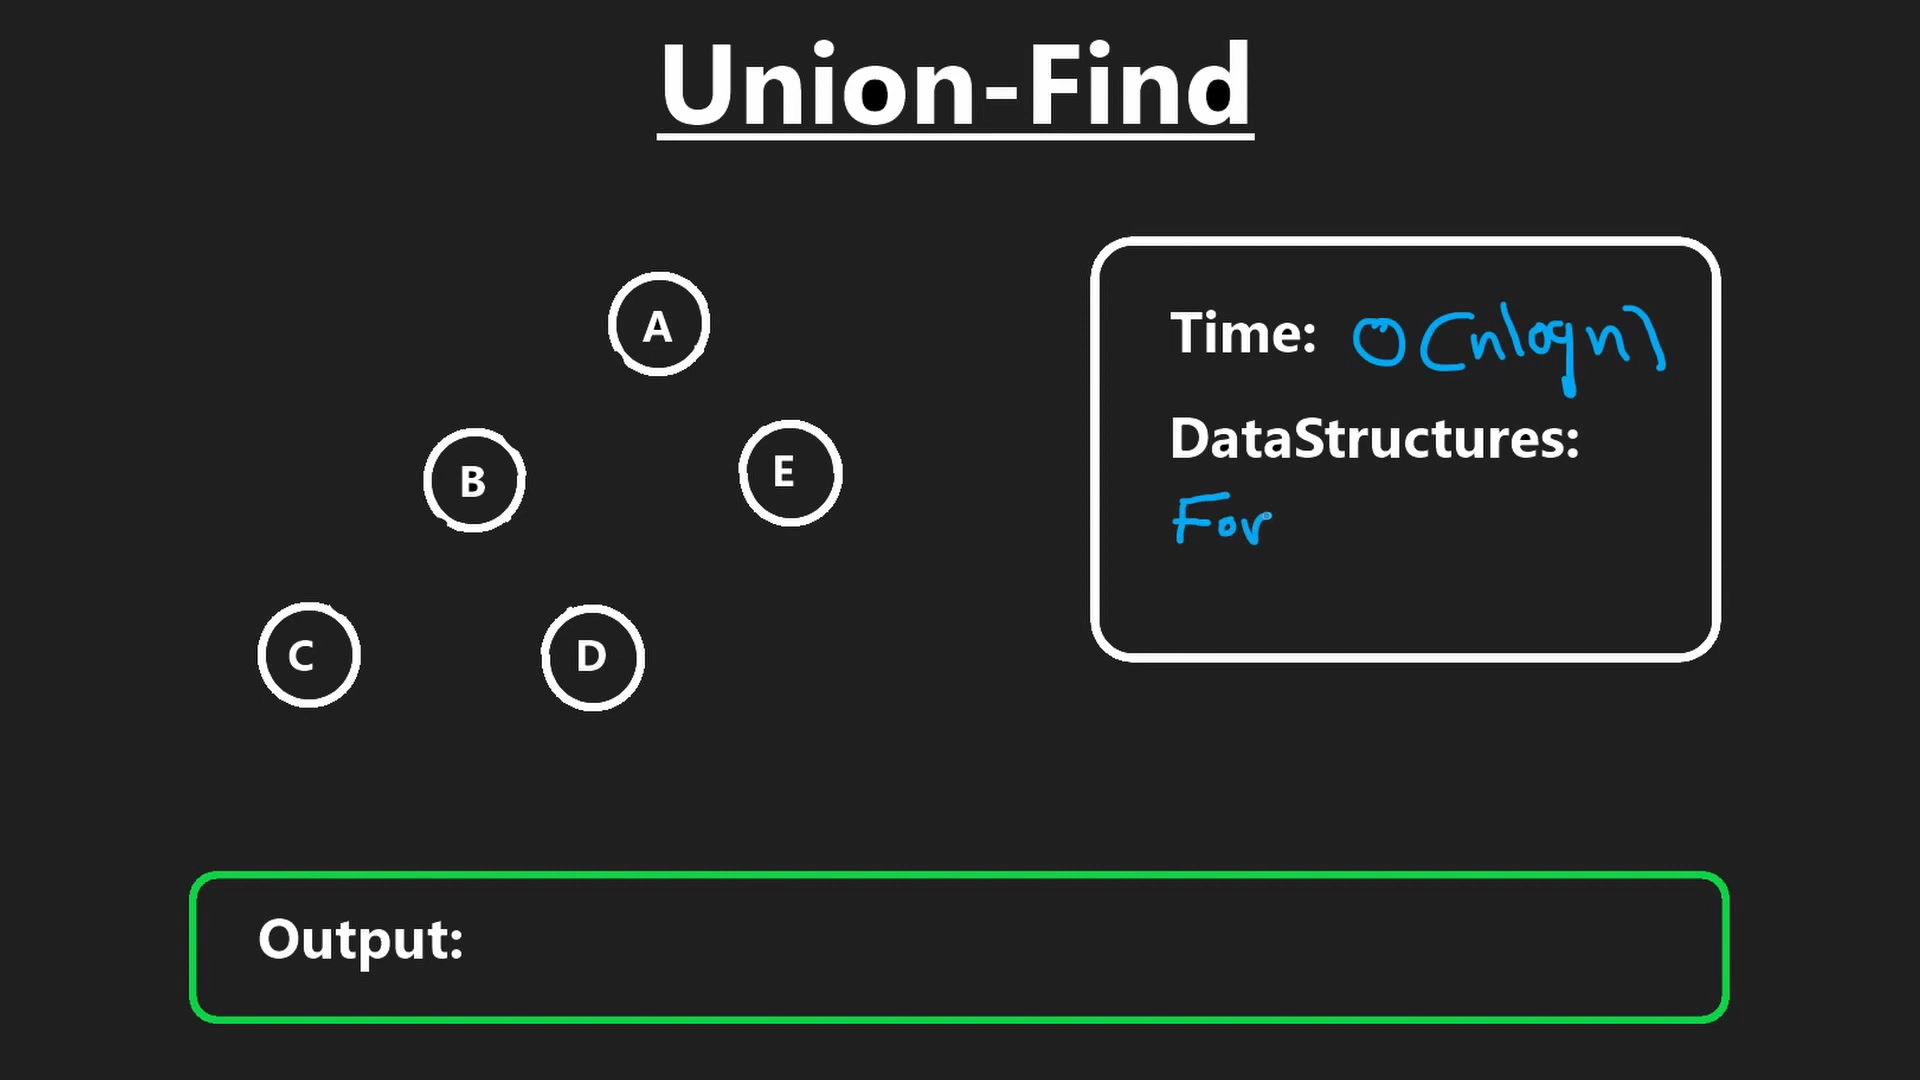 Union-Find
A
B
E
C
D
Time: O(nlogn)
DataStructures:
For
Output: